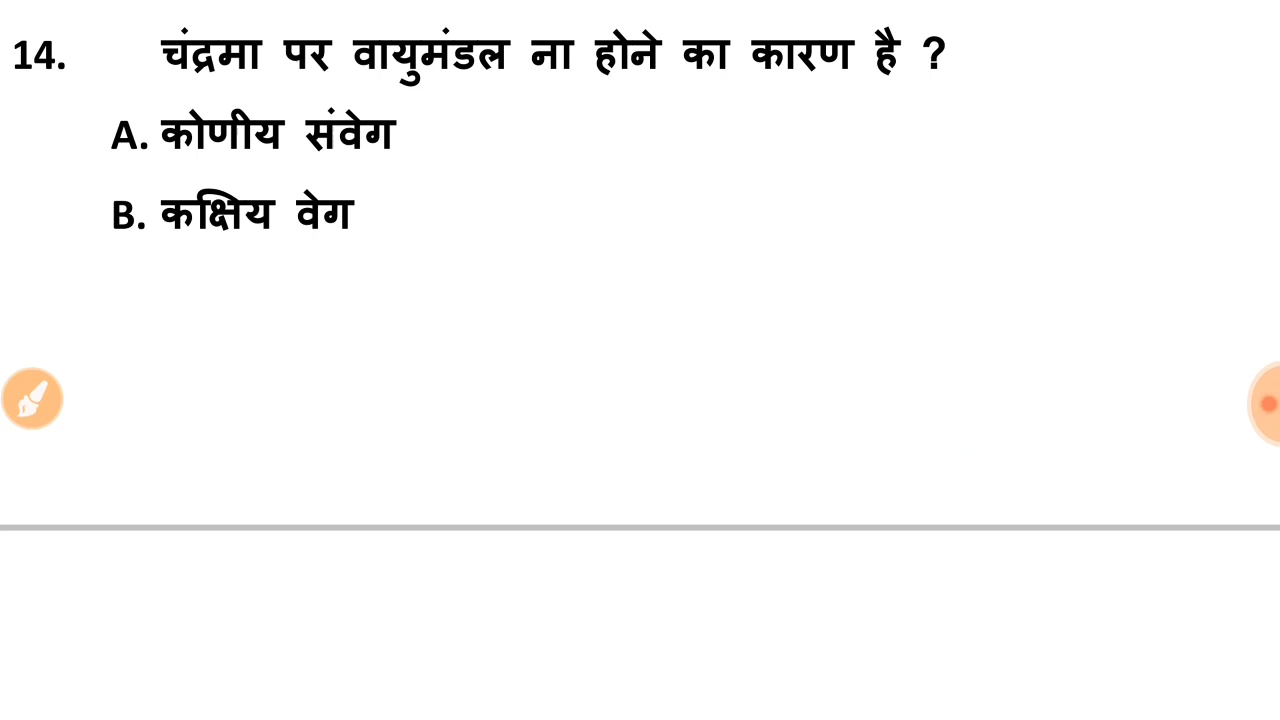 14. चंद्रमा पर वायुमंडल ना होने का कारण है ?
A. कोणीय संवेग
B. कक्षिय वेग